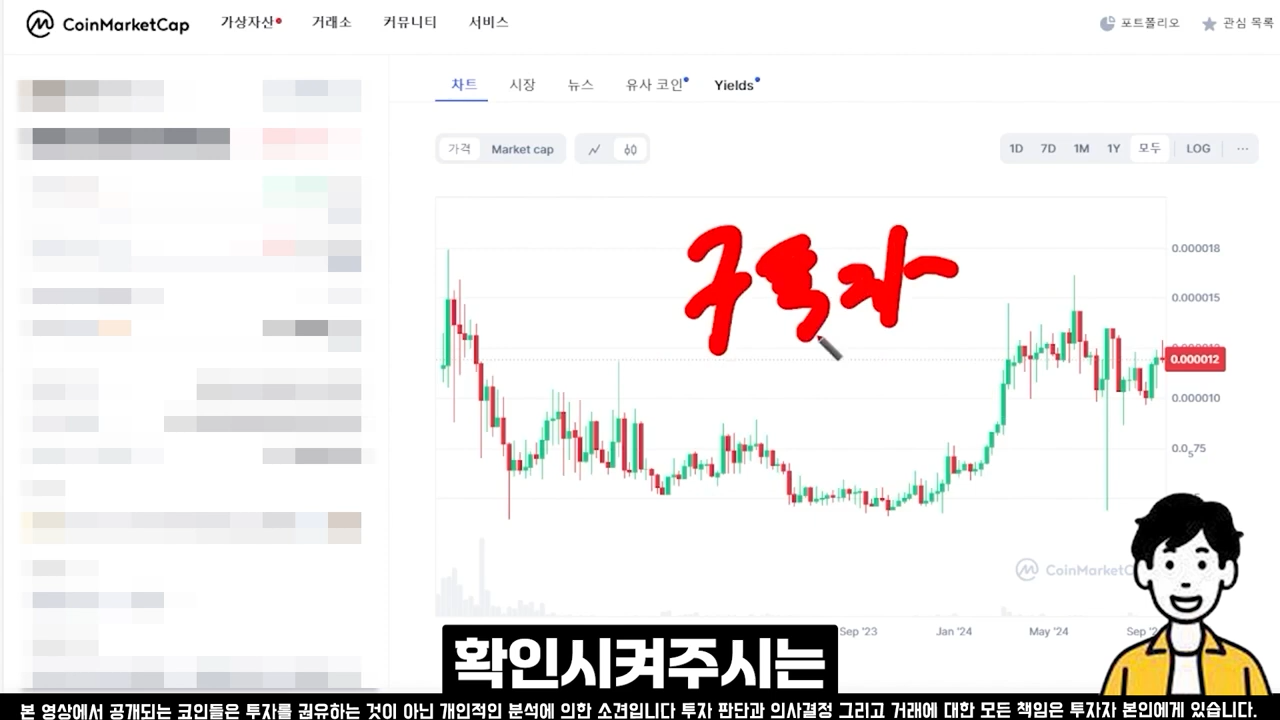 CoinMarketCap 가상자산 거래소 커뮤니티 서비스 포트폴리오 관심 목록
차트 시장 뉴스 유사 코인 Yields
가격 Market cap 1D 7D 1M 1Y 모두 LOG ...
구독자
0.000018
0.000015
0.000012
0.000010
0.0₅75
CoinMarketC
Sep '23 Jan '24 May '24 Sep '2
확인시켜주시는
본 영상에서 공개되는 코인들은 투자를 권유하는 것이 아닌 개인적인 분석에 의한 소견입니다 투자 판단과 의사결정 그리고 거래에 대한 모든 책임은 투자자 본인에게 있습니다.